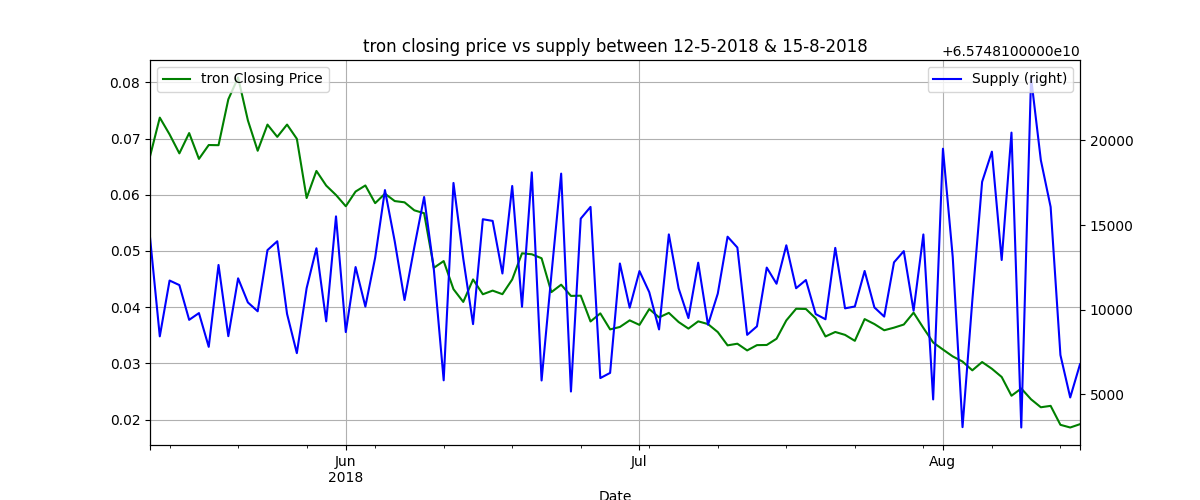 tron closing price vs supply between 12-5-2018 & 15-8-2018
+6.5748100000e10
tron Closing Price
Supply (right)
0.08
0.07
0.06
0.05
0.04
0.03
0.02
20000
15000
10000
5000
Jun
2018
Jul
Aug
Date